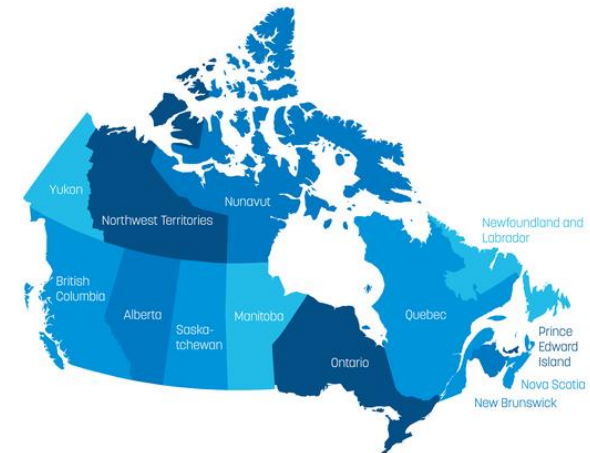 Yukon
Northwest Territories
Nunavut
Newfoundland and
Labrador
British
Columbia
Alberta
Saska-
tchewan
Manitoba
Ontario
Quebec
Prince
Edward
Island
Nova Scotia
New Brunswick